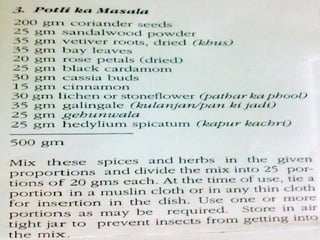 3. Potli ka Masala
200 gm coriander seeds
25 gm sandalwood powder
35 gm vetiver roots, dried (khus)
35 gm bay leaves
20 gm rose petals (dried)
25 gm black cardamom
30 gm cassia buds
15 gm cinnamon
30 gm lichen or stoneflower (pathar ka phool)
35 gm galingale (kulanjan/pan ki jadi)
25 gm gehunwala
25 gm hedylium spicatum (kapur kachri)
500 gm
Mix these spices and herbs in the given
proportions and divide the mix into 25 por-
tions of 20 gms each. At the time of use, tie a
portion in a muslin cloth or in any thin cloth
for insertion in the dish. Use one or more
portions as may be required. Store in air
tight jar to prevent insects from getting into
the mix.